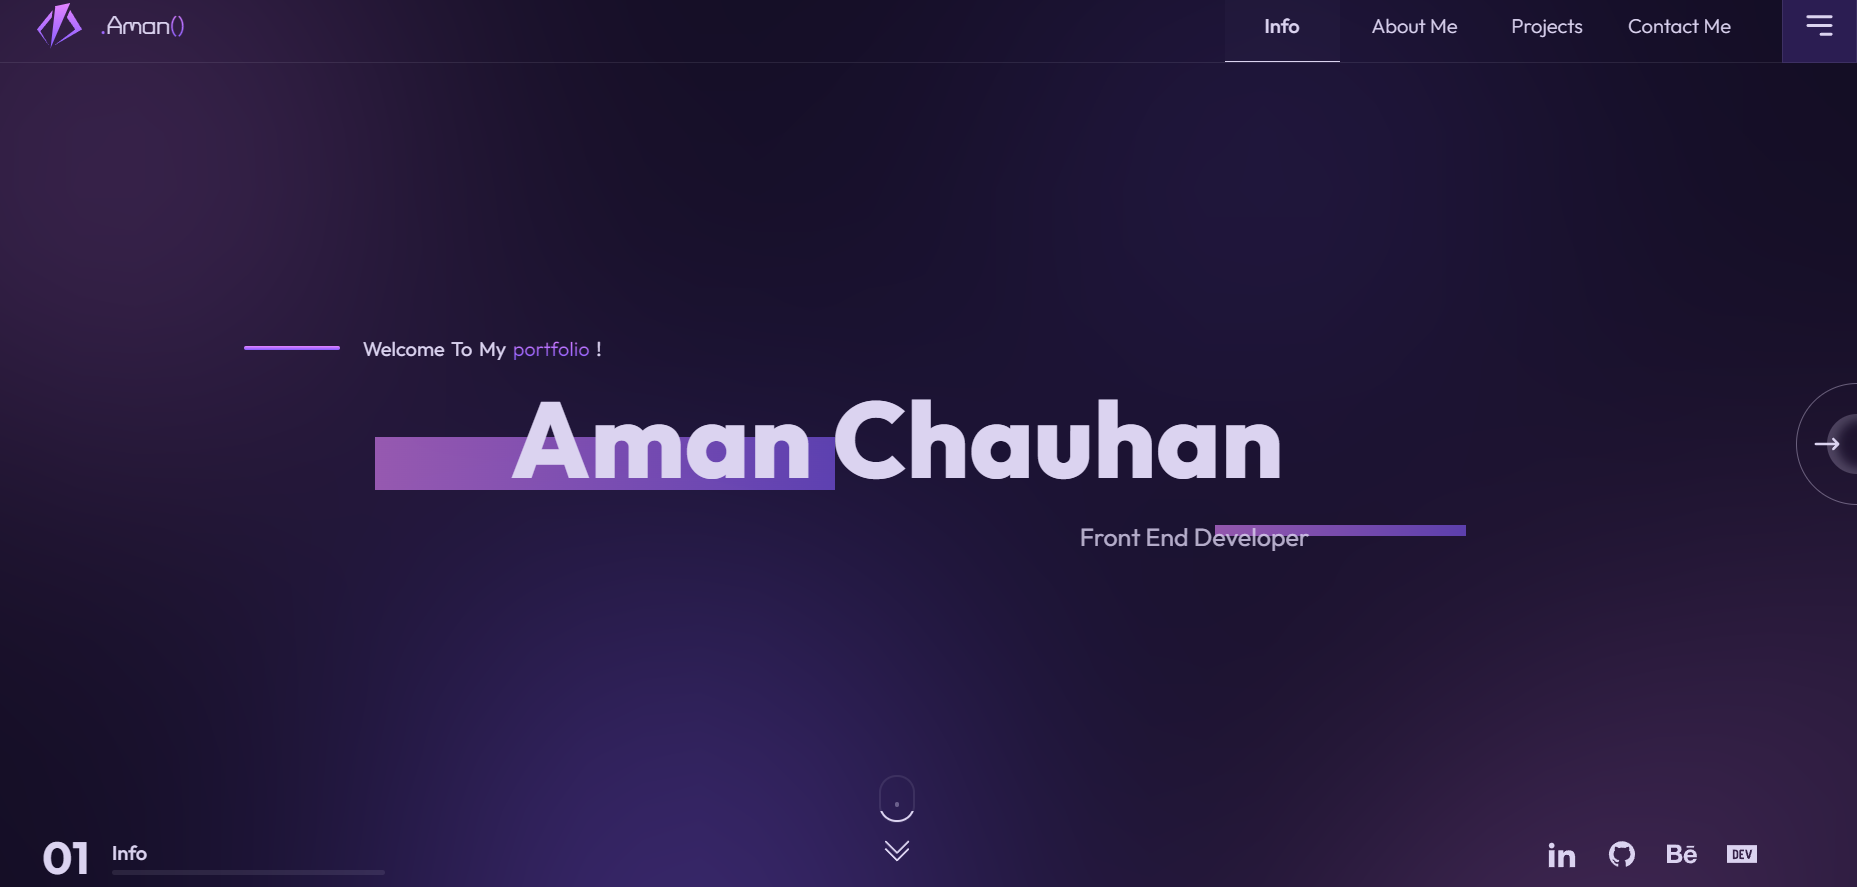 .Aman()
Info
About Me
Projects
Contact Me
Welcome To My portfolio !
Aman Chauhan
Front End Developer
01
Info
in
Bē
DEV